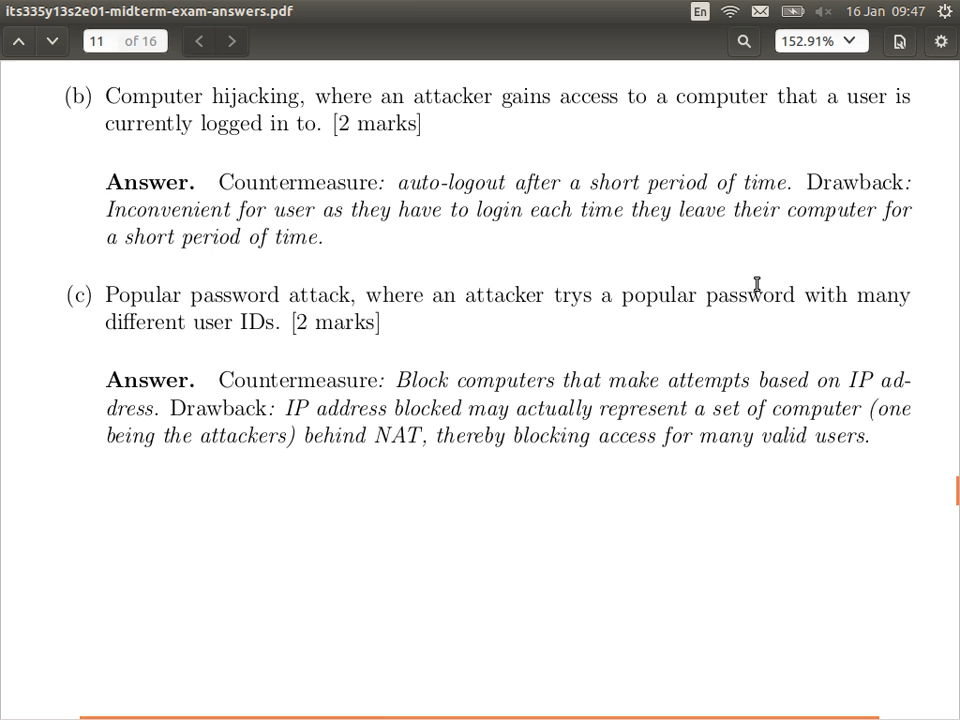 its335y13s2e01-midterm-exam-answers.pdf
En
16 Jan 09:47
11 of 16
152.91%
(b) Computer hijacking, where an attacker gains access to a computer that a user is
currently logged in to. [2 marks]
Answer. Countermeasure: auto-logout after a short period of time. Drawback:
Inconvenient for user as they have to login each time they leave their computer for
a short period of time.
(c) Popular password attack, where an attacker trys a popular password with many
different user IDs. [2 marks]
Answer. Countermeasure: Block computers that make attempts based on IP ad-
dress. Drawback: IP address blocked may actually represent a set of computer (one
being the attackers) behind NAT, thereby blocking access for many valid users.